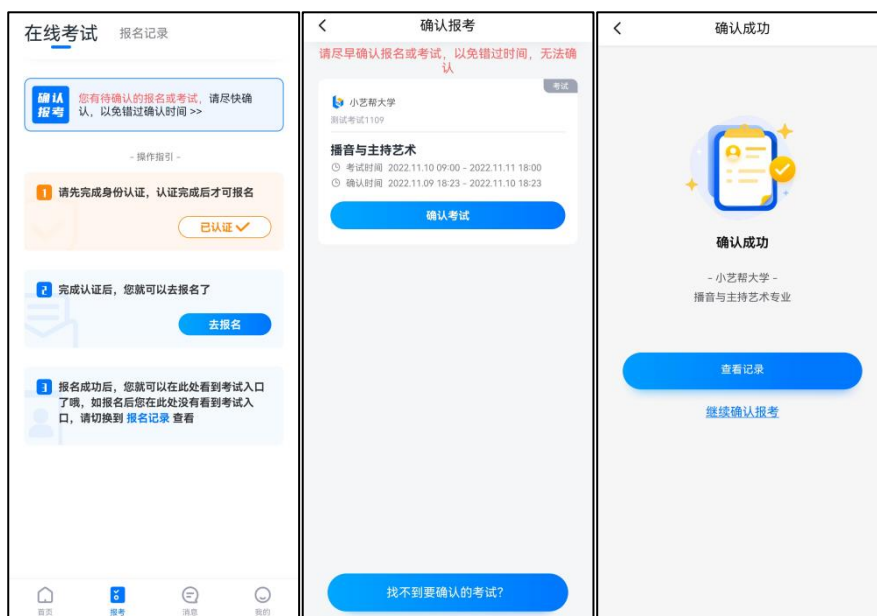 在线考试 报名记录
确认
报考
您有待确认的报名或考试，请尽快确
认，以免错过确认时间 >>
- 操作指引 -
1 请先完成身份认证，认证完成后才可报名
已认证
2 完成认证后，您就可以去报名了
去报名
3 报名成功后，您就可以在此处看到考试入口
了哦，如报名后您在此处没有看到考试入
口，请切换到 报名记录 查看
首页 报考 消息 我的
确认报考
请尽早确认报名或考试，以免错过时间，无法确
认
考试
小艺帮大学
测试考试1109
播音与主持艺术
考试时间 2022.11.10 09:00 - 2022.11.11 18:00
确认时间 2022.11.09 18:23 - 2022.11.10 18:23
确认考试
找不到要确认的考试?
确认成功
确认成功
- 小艺帮大学 -
播音与主持艺术专业
查看记录
继续确认报考